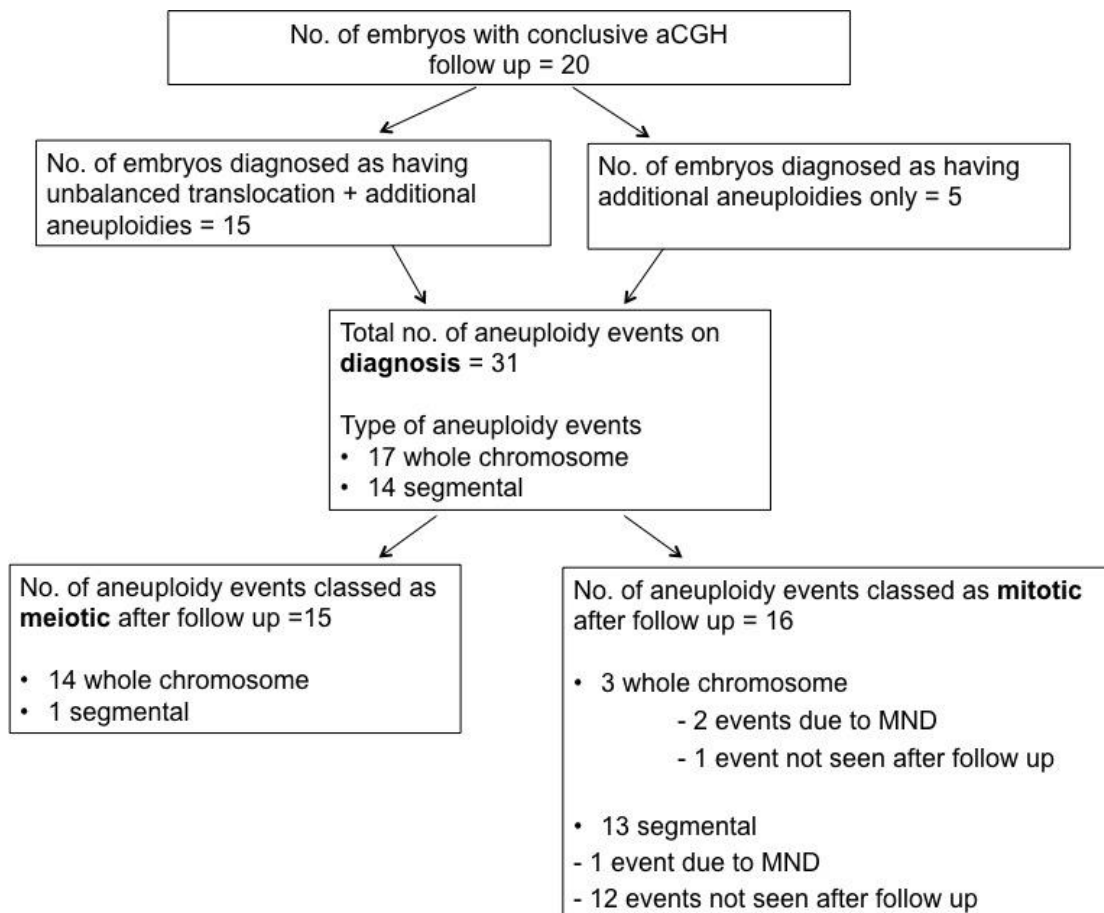 No. of embryos with conclusive aCGH
follow up = 20
No. of embryos diagnosed as having
unbalanced translocation + additional
aneuploidies = 15
No. of embryos diagnosed as having
additional aneuploidies only = 5
Total no. of aneuploidy events on
diagnosis = 31
Type of aneuploidy events
• 17 whole chromosome
• 14 segmental
No. of aneuploidy events classed as
meiotic after follow up =15
• 14 whole chromosome
• 1 segmental
No. of aneuploidy events classed as mitotic
after follow up = 16
• 3 whole chromosome
- 2 events due to MND
- 1 event not seen after follow up
• 13 segmental
- 1 event due to MND
- 12 events not seen after follow up